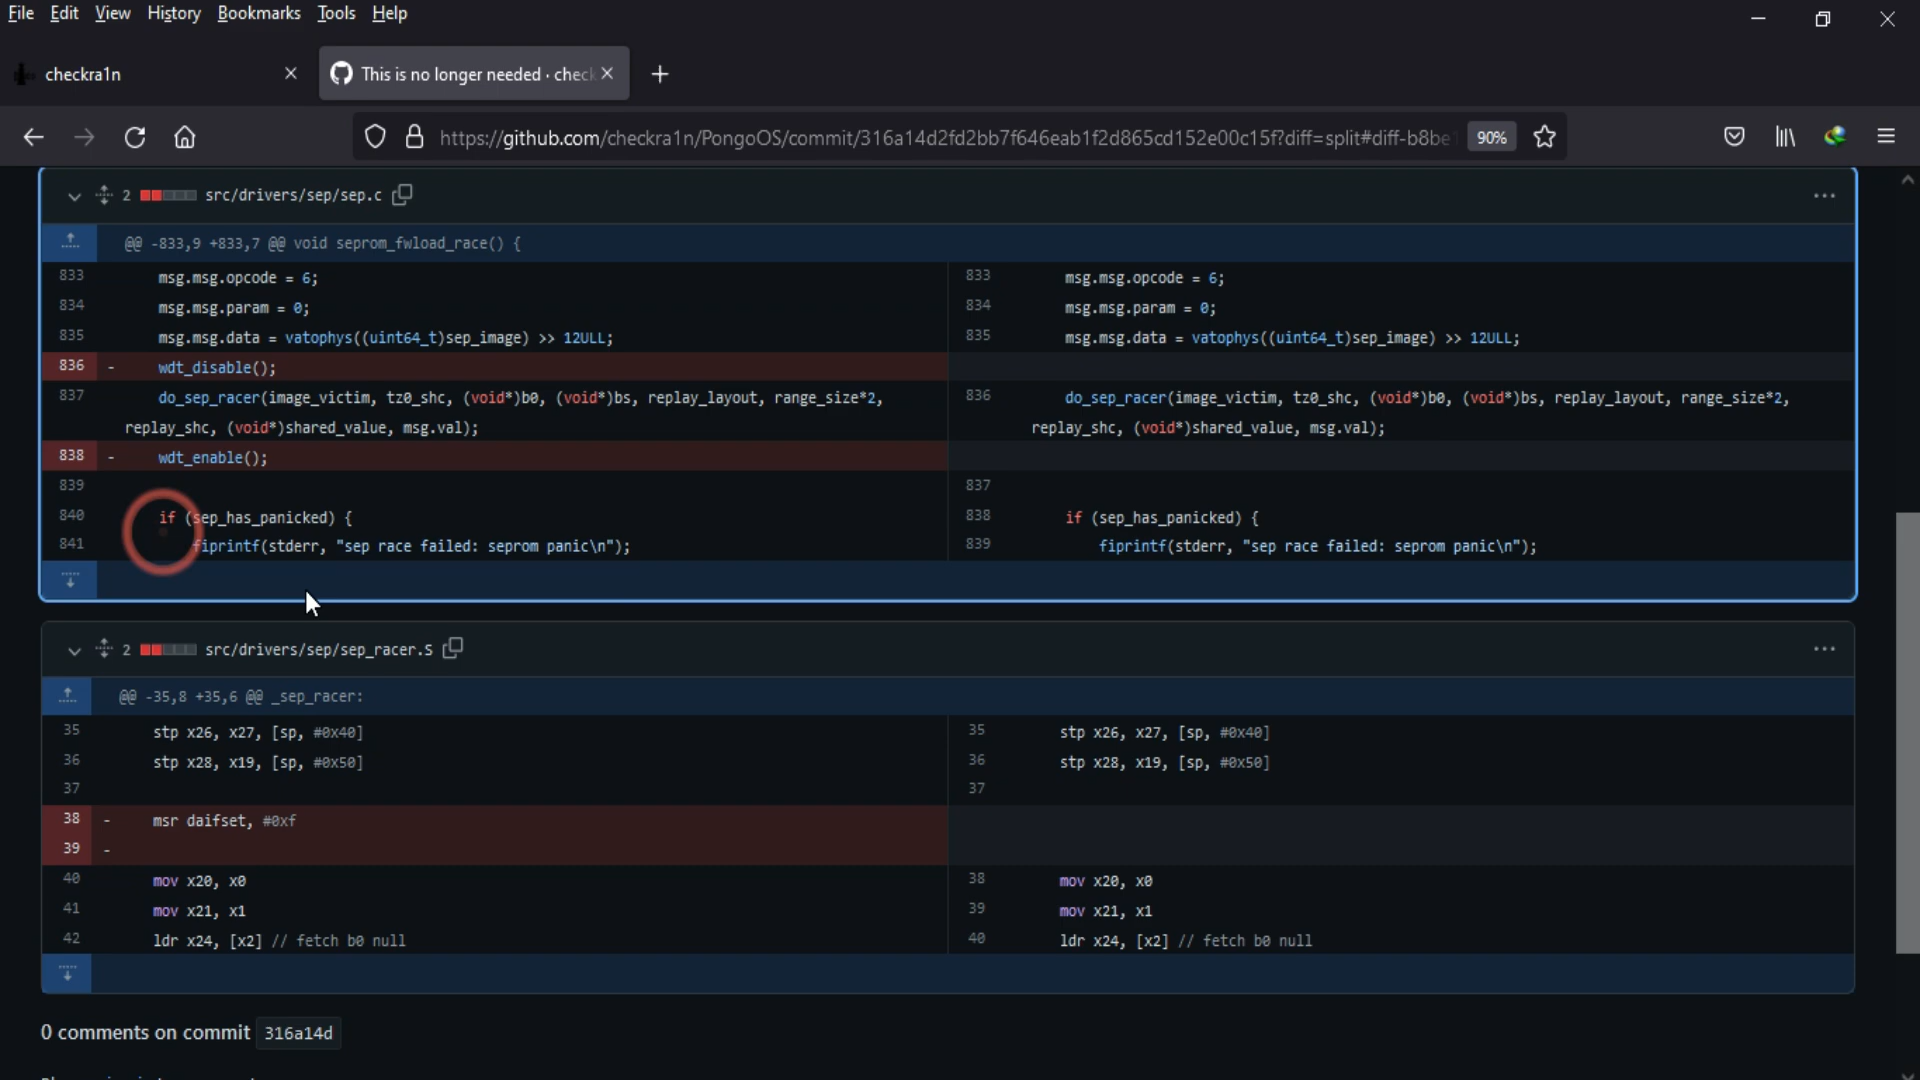 File Edit View History Bookmarks Tools Help
checkra1n
This is no longer needed · chec
https://github.com/checkra1n/PongoOS/commit/316a14d2fd2bb7f646eab1f2d865cd152e00c15f?diff=split#diff-b8be
90%
2 src/drivers/sep/sep.c
@@ -833,9 +833,7 @@ void seprom_fwload_race() {
833 msg.msg.opcode = 6; 833 msg.msg.opcode = 6;
834 msg.msg.param = 0; 834 msg.msg.param = 0;
835 msg.msg.data = vatophys((uint64_t)sep_image) >> 12ULL; 835 msg.msg.data = vatophys((uint64_t)sep_image) >> 12ULL;
836 - wdt_disable();
837 do_sep_racer(image_victim, tz0_shc, (void*)b0, (void*)bs, replay_layout, range_size*2, 836 do_sep_racer(image_victim, tz0_shc, (void*)b0, (void*)bs, replay_layout, range_size*2,
replay_shc, (void*)shared_value, msg.val); replay_shc, (void*)shared_value, msg.val);
838 - wdt_enable();
839 837
840 if (sep_has_panicked) { 838 if (sep_has_panicked) {
841 fiprintf(stderr, "sep race failed: seprom panic\n"); 839 fiprintf(stderr, "sep race failed: seprom panic\n");
2 src/drivers/sep/sep_racer.S
@@ -35,8 +35,6 @@ _sep_racer:
35 stp x26, x27, [sp, #0x40] 35 stp x26, x27, [sp, #0x40]
36 stp x28, x19, [sp, #0x50] 36 stp x28, x19, [sp, #0x50]
37 37
38 - msr daifset, #0xf
39 -
40 mov x20, x0 38 mov x20, x0
41 mov x21, x1 39 mov x21, x1
42 ldr x24, [x2] // fetch b0 null 40 ldr x24, [x2] // fetch b0 null
0 comments on commit 316a14d